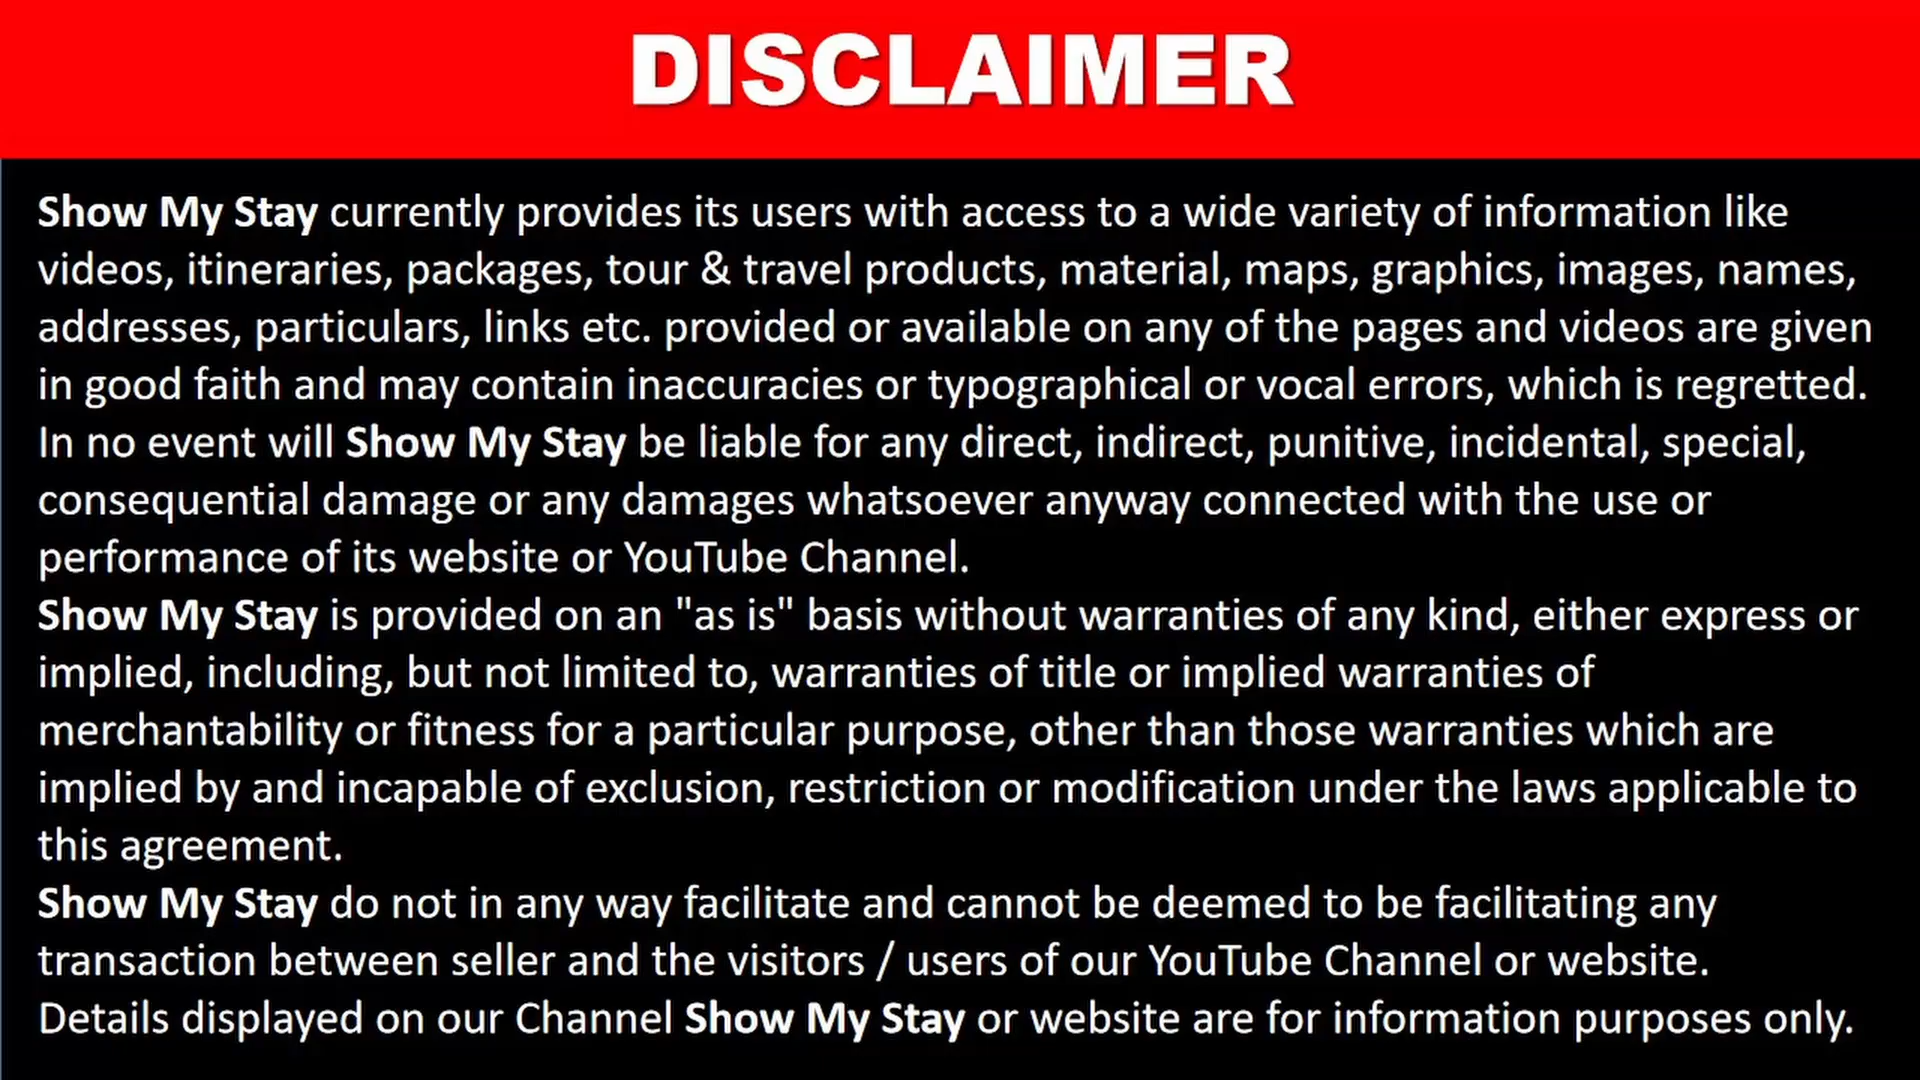 DISCLAIMER
Show My Stay currently provides its users with access to a wide variety of information like
videos, itineraries, packages, tour & travel products, material, maps, graphics, images, names,
addresses, particulars, links etc. provided or available on any of the pages and videos are given
in good faith and may contain inaccuracies or typographical or vocal errors, which is regretted.
In no event will Show My Stay be liable for any direct, indirect, punitive, incidental, special,
consequential damage or any damages whatsoever anyway connected with the use or
performance of its website or YouTube Channel.
Show My Stay is provided on an "as is" basis without warranties of any kind, either express or
implied, including, but not limited to, warranties of title or implied warranties of
merchantability or fitness for a particular purpose, other than those warranties which are
implied by and incapable of exclusion, restriction or modification under the laws applicable to
this agreement.
Show My Stay do not in any way facilitate and cannot be deemed to be facilitating any
transaction between seller and the visitors / users of our YouTube Channel or website.
Details displayed on our Channel Show My Stay or website are for information purposes only.